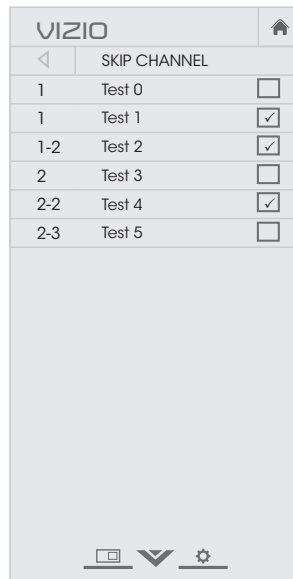 VIZIO
SKIP CHANNEL
1 Test 0
1 Test 1
1-2 Test 2
2 Test 3
2-2 Test 4
2-3 Test 5